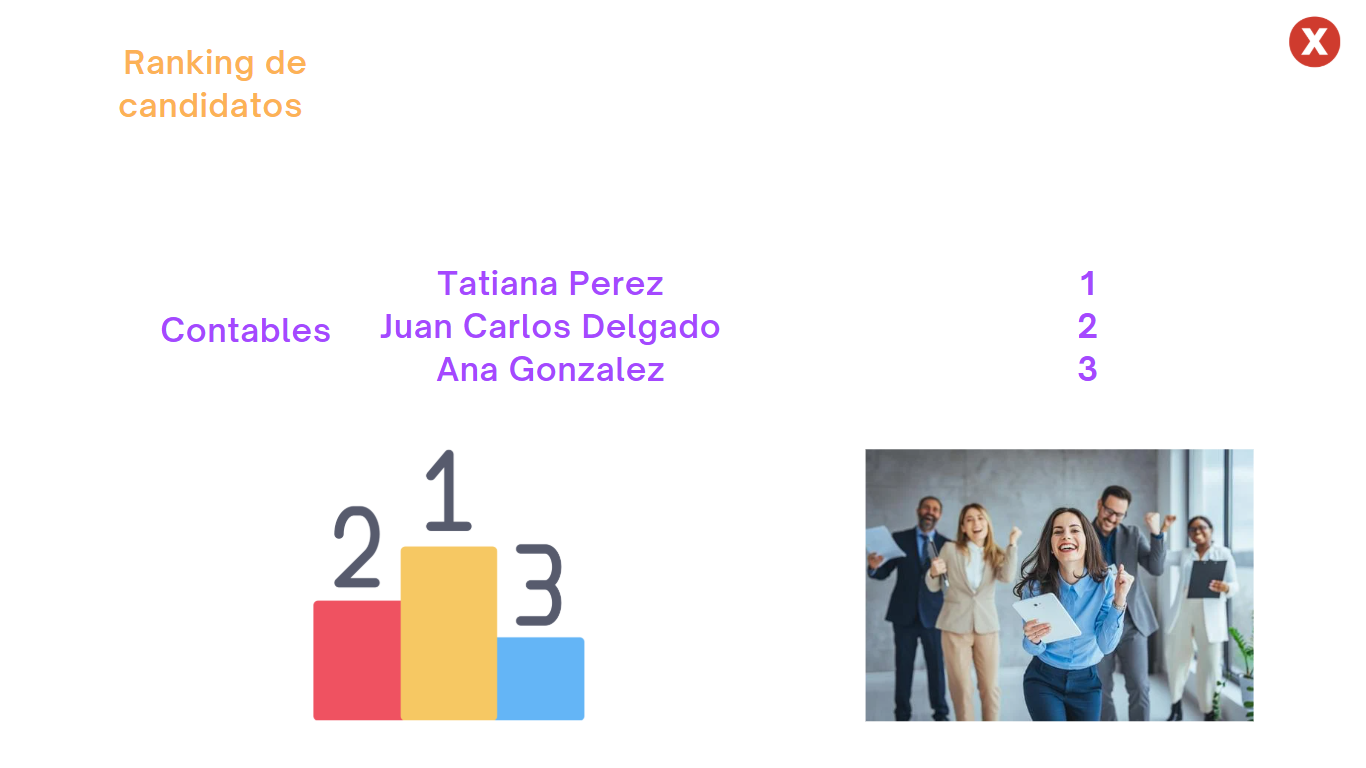 X
Ranking de
candidatos
Contables
Tatiana Perez 1
Juan Carlos Delgado 2
Ana Gonzalez 3
1
2
3